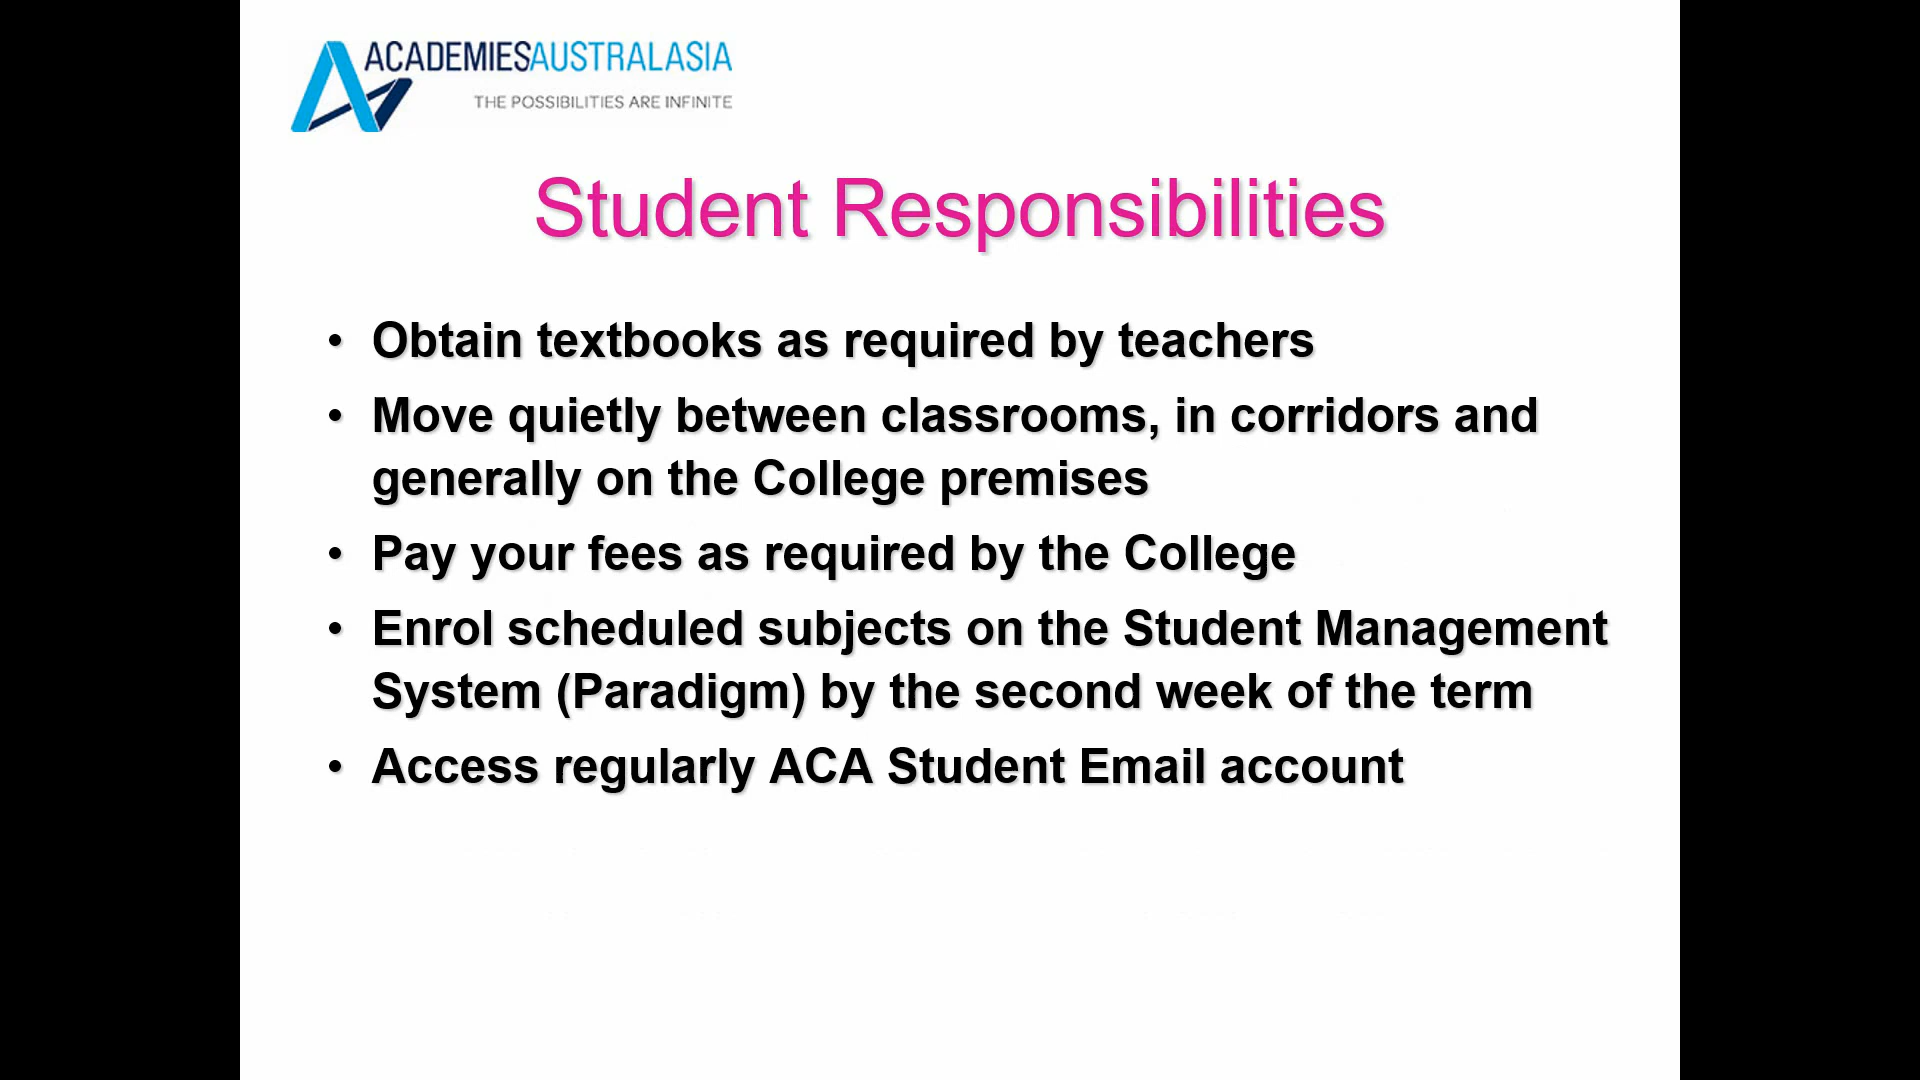 ACADEMIESAUSTRALASIA
THE POSSIBILITIES ARE INFINITE
Student Responsibilities
• Obtain textbooks as required by teachers
• Move quietly between classrooms, in corridors and
generally on the College premises
• Pay your fees as required by the College
• Enrol scheduled subjects on the Student Management
System (Paradigm) by the second week of the term
• Access regularly ACA Student Email account